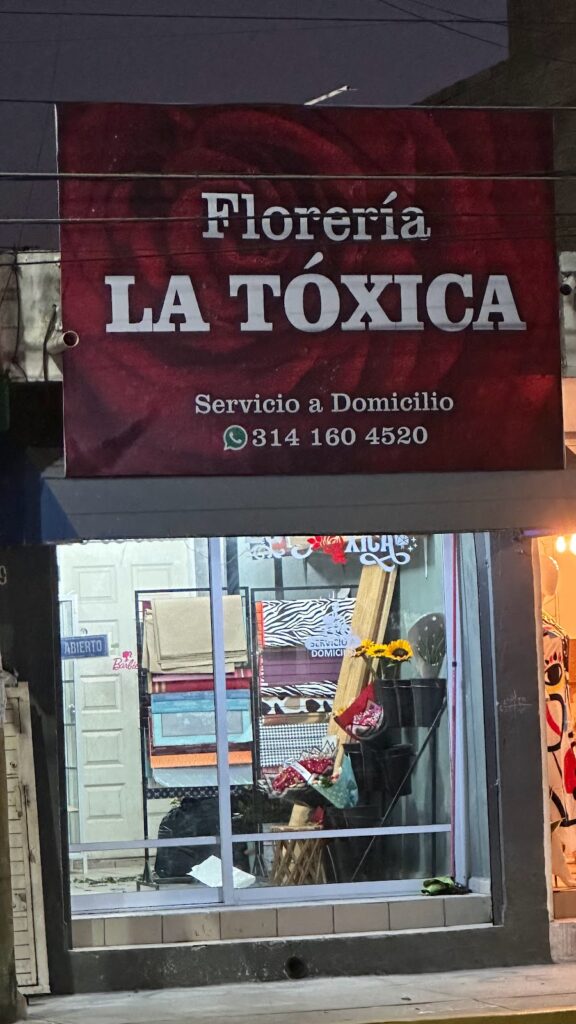 Florería
LA TÓXICA
Servicio a Domicilio
314 160 4520
ABIERTO
Barbie
SERVICIO